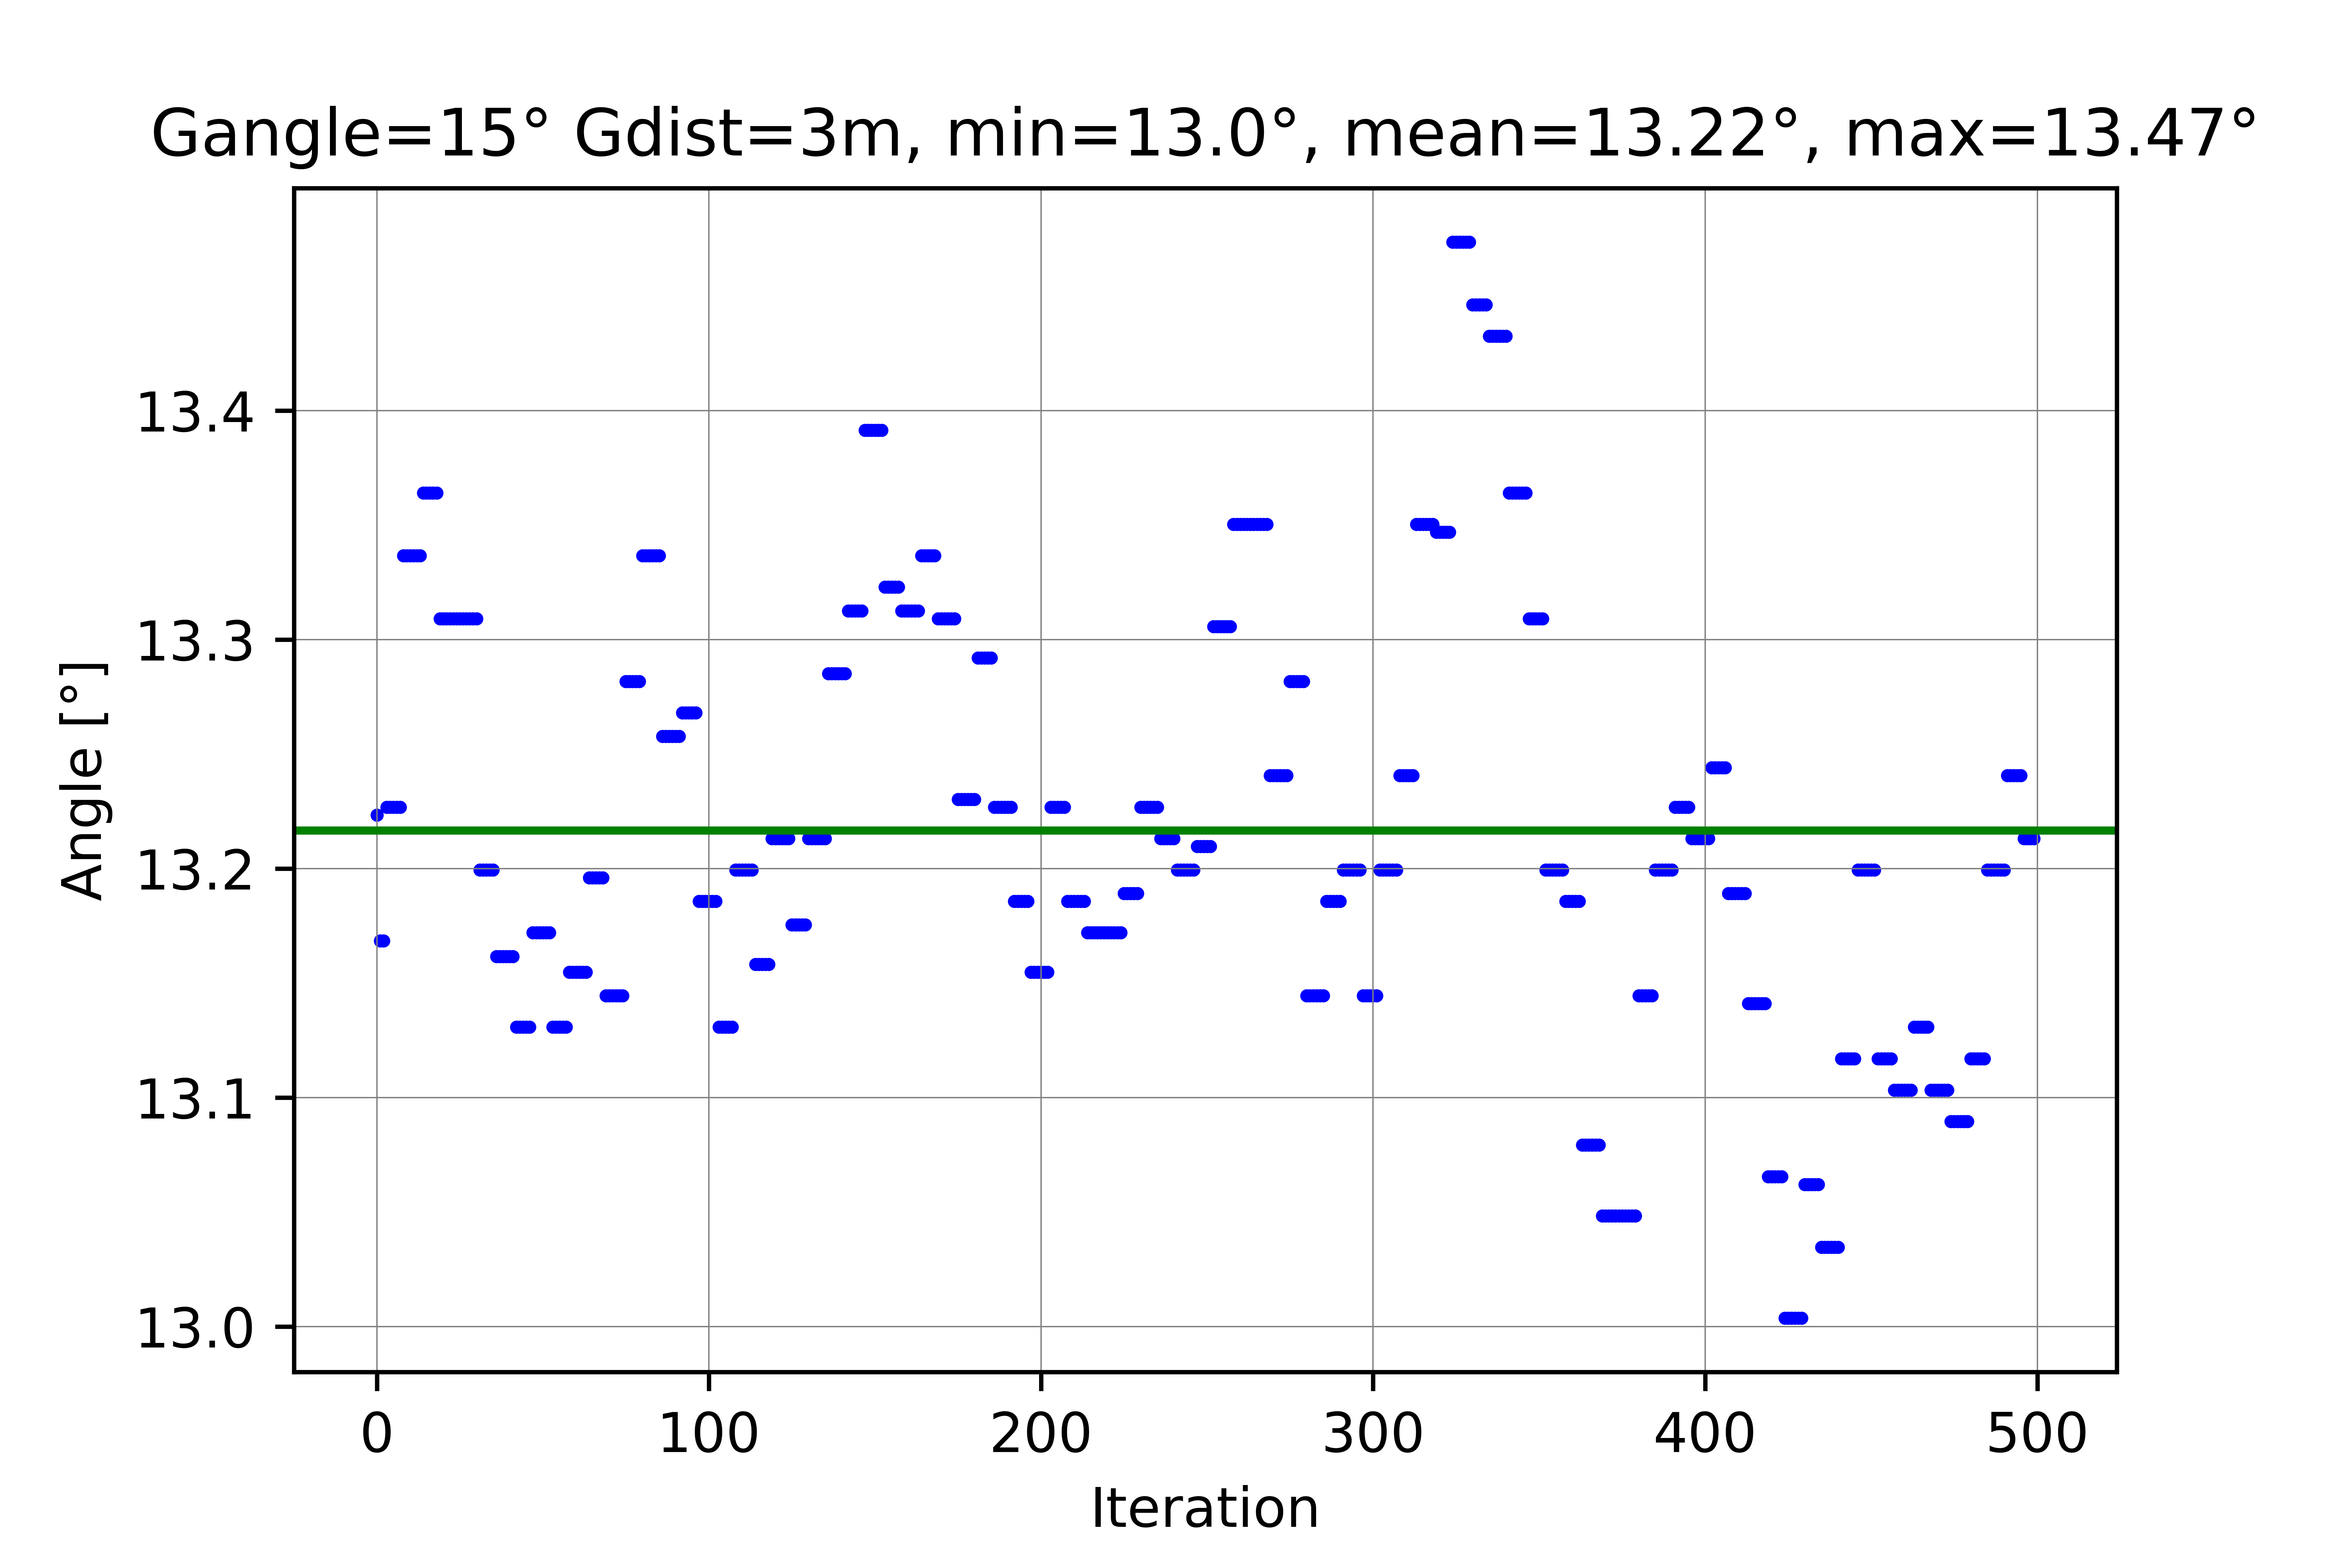 Gangle=15° Gdist=3m, min=13.0°, mean=13.22°, max=13.47°
Angle [°]
13.4
13.3
13.2
13.1
13.0
0 100 200 300 400 500
Iteration